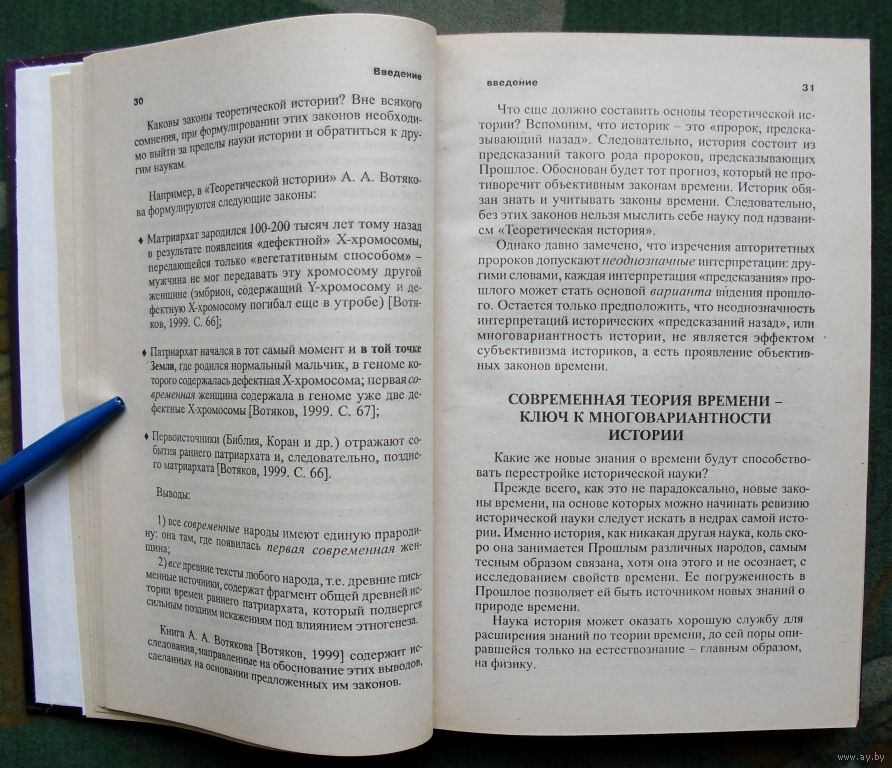 Введение
30
Каковы законы теоретической истории? Вне всякого
сомнения, при формулировании этих законов необходи-
мо выйти за пределы науки истории и обратиться к дру-
гим наукам.
Например, в «Теоретической истории» А. А. Вотяко-
ва формулируются следующие законы:
♦ Матриархат зародился 100-200 тысяч лет тому назад
в результате появления «дефектной» Х-хромосомы,
передающейся только «вегетативным способом» –
мужчина не мог передавать эту хромосому другой
женщине (эмбрион, содержащий Y-хромосому и де-
фектную Х-хромосому погибал еще в утробе) [Вотя-
ков, 1999. С. 66];
♦ Патриархат начался в тот самый момент и в той точке
Земли, где родился нормальный мальчик, в геноме ко-
торого содержалась дефектная Х-хромосома; первая со-
временная женщина содержала в геноме уже две де-
фектные Х-хромосомы [Вотяков, 1999. С. 67];
♦ Первоисточники (Библия, Коран и др.) отражают со-
бытия раннего патриархата и, следовательно, поздне-
го матриархата [Вотяков, 1999. С. 66].
Выводы:
1) все современные народы имеют единую прародин-
у: она там, где появилась первая современная жен-
щина;
2) все древние тексты любого народа, т.е. древние пись-
менные источники, содержат фрагмент общей древней ис-
тории времен раннего патриархата, который подвергся
сильным поздним искажениям под влиянием этногенеза.
Книга А. А. Вотякова [Вотяков, 1999] содержит ис-
следования, направленные на обоснование этих выводов,
сделанных на основании предложенных им законов.
введение
31
Что еще должно составить основы теоретической ис-
тории? Вспомним, что историк – это «пророк, предска-
зывающий назад». Следовательно, история состоит из
предсказаний такого рода пророков, предсказывающих
Прошлое. Обоснован будет тот прогноз, который не про-
тиворечит объективным законам времени. Историк обя-
зан знать и учитывать законы времени. Следовательно,
без этих законов нельзя мыслить себе науку под названи-
ем «Теоретическая история».
Однако давно замечено, что изречения авторитетных
пророков допускают неоднозначные интерпретации: дру-
гими словами, каждая интерпретация «предсказания» про-
шлого может стать основой варианта видения прошло-
го. Остается только предположить, что неоднозначность
интерпретаций исторических «предсказаний назад», или
многовариантность истории, не является эффектом
субъективизма историков, а есть проявление объектив-
ных законов времени.
СОВРЕМЕННАЯ ТЕОРИЯ ВРЕМЕНИ –
КЛЮЧ К МНОГОВАРИАНТНОСТИ
ИСТОРИИ
Какие же новые знания о времени будут способство-
вать перестройке исторической науки?
Прежде всего, как это не парадоксально, новые зако-
ны времени, на основе которых можно начинать ревизию
исторической науки следует искать в недрах самой исто-
рии. Именно история, как никакая другая наука, коль ско-
ро она занимается Прошлым различных народов, самым
тесным образом связана, хотя она этого и не осознает, с
исследованием свойств времени. Ее погруженность в
Прошлое позволяет ей быть источником новых знаний о
природе времени.
Наука история может оказать хорошую службу для
расширения знаний по теории времени, до сей поры опи-
равшейся только на естествознание – главным образом,
на физику.
www.ay.by